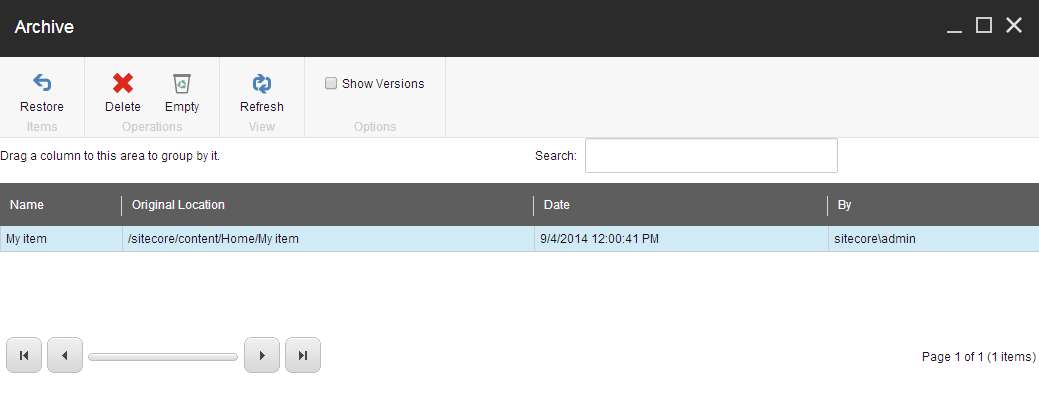 Archive
Restore Delete Empty Refresh Show Versions
Items Operations View Options
Drag a column to this area to group by it. Search:
Name Original Location Date By
My item /sitecore/content/Home/My item 9/4/2014 12:00:41 PM sitecore\admin
Page 1 of 1 (1 items)